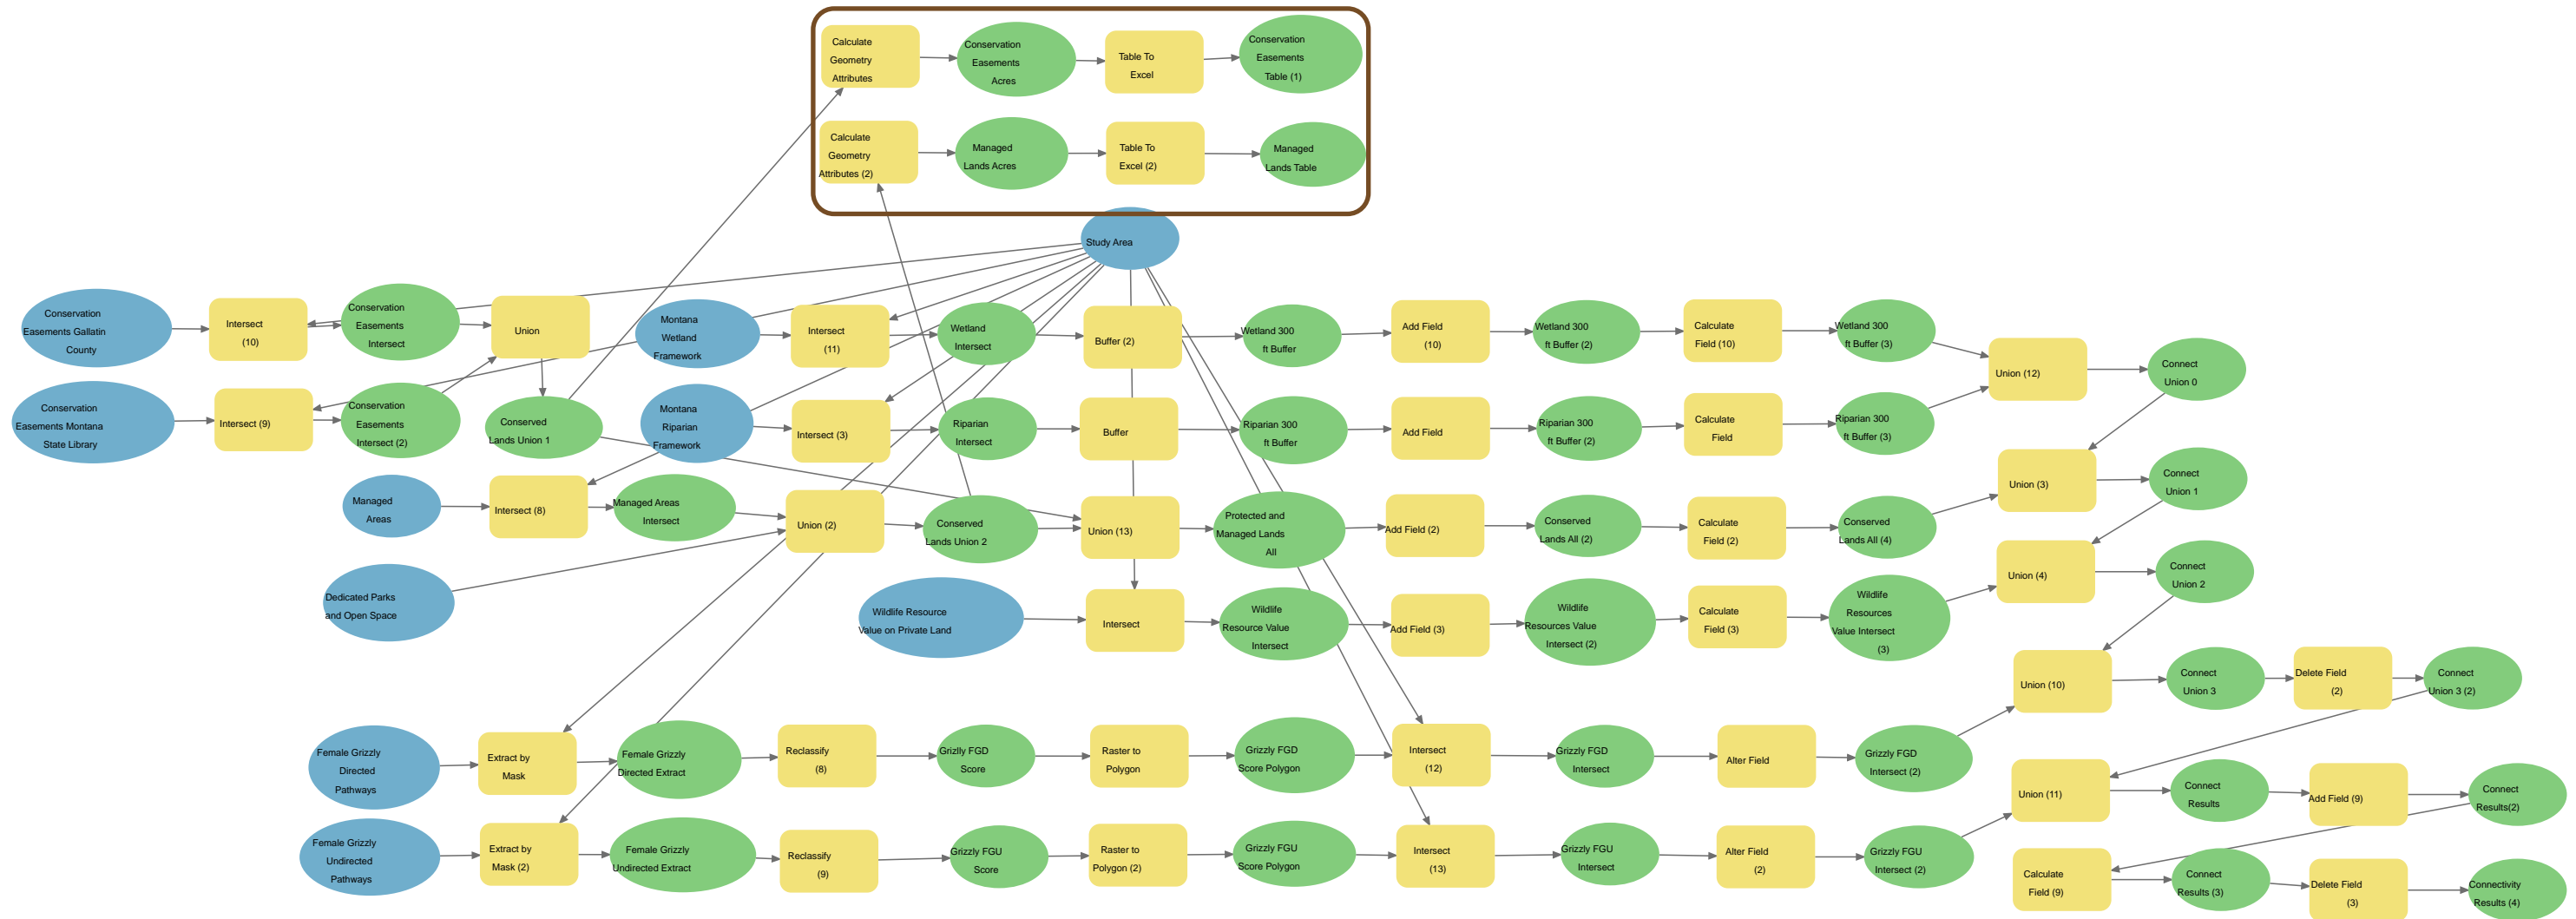 Calculate
Geometry
Attributes
Conservation
Easements
Acres
Table To
Excel
Conservation
Easements
Table (1)
Calculate
Geometry
Attributes (2)
Managed
Lands Acres
Table To
Excel (2)
Managed
Lands Table
Study Area
Conservation
Easements Gallatin
County
Intersect
(10)
Conservation
Easements
Intersect
Union
Montana
Wetland
Framework
Intersect
(11)
Wetland
Intersect
Buffer (2)
Wetland 300
ft Buffer
Add Field
(10)
Wetland 300
ft Buffer (2)
Calculate
Field (10)
Wetland 300
ft Buffer (3)
Union (12)
Connect
Union 0
Conservation
Easements Montana
State Library
Intersect (9)
Conservation
Easements
Intersect (2)
Conserved
Lands Union 1
Montana
Riparian
Framework
Intersect (3)
Riparian
Intersect
Buffer
Riparian 300
ft Buffer
Add Field
Riparian 300
ft Buffer (2)
Calculate
Field
Riparian 300
ft Buffer (3)
Union (3)
Connect
Union 1
Managed
Areas
Intersect (8)
Managed Areas
Intersect
Union (2)
Conserved
Lands Union 2
Union (13)
Protected and
Managed Lands
All
Add Field (2)
Conserved
Lands All (2)
Calculate
Field (2)
Conserved
Lands All (4)
Union (4)
Connect
Union 2
Dedicated Parks
and Open Space
Wildlife Resource
Value on Private Land
Intersect
Wildlife
Resource Value
Intersect
Add Field (3)
Wildlife
Resources Value
Intersect (2)
Calculate
Field (3)
Wildlife
Resources
Value Intersect
(3)
Union (10)
Connect
Union 3
Delete Field
(2)
Connect
Union 3 (2)
Female Grizzly
Directed
Pathways
Extract by
Mask
Female Grizzly
Directed Extract
Reclassify
(8)
Grizlly FGD
Score
Raster to
Polygon
Grizzly FGD
Score Polygon
Intersect
(12)
Grizzly FGD
Intersect
Alter Field
Grizzly FGD
Intersect (2)
Union (11)
Connect
Results
Add Field (9)
Connect
Results(2)
Female Grizzly
Undirected
Pathways
Extract by
Mask (2)
Female Grizzly
Undirected Extract
Reclassify
(9)
Grizzly FGU
Score
Raster to
Polygon (2)
Grizzly FGU
Score Polygon
Intersect
(13)
Grizzly FGU
Intersect
Alter Field
(2)
Grizzly FGU
Intersect (2)
Calculate
Field (9)
Connect
Results (3)
Delete Field
(3)
Connectivity
Results (4)